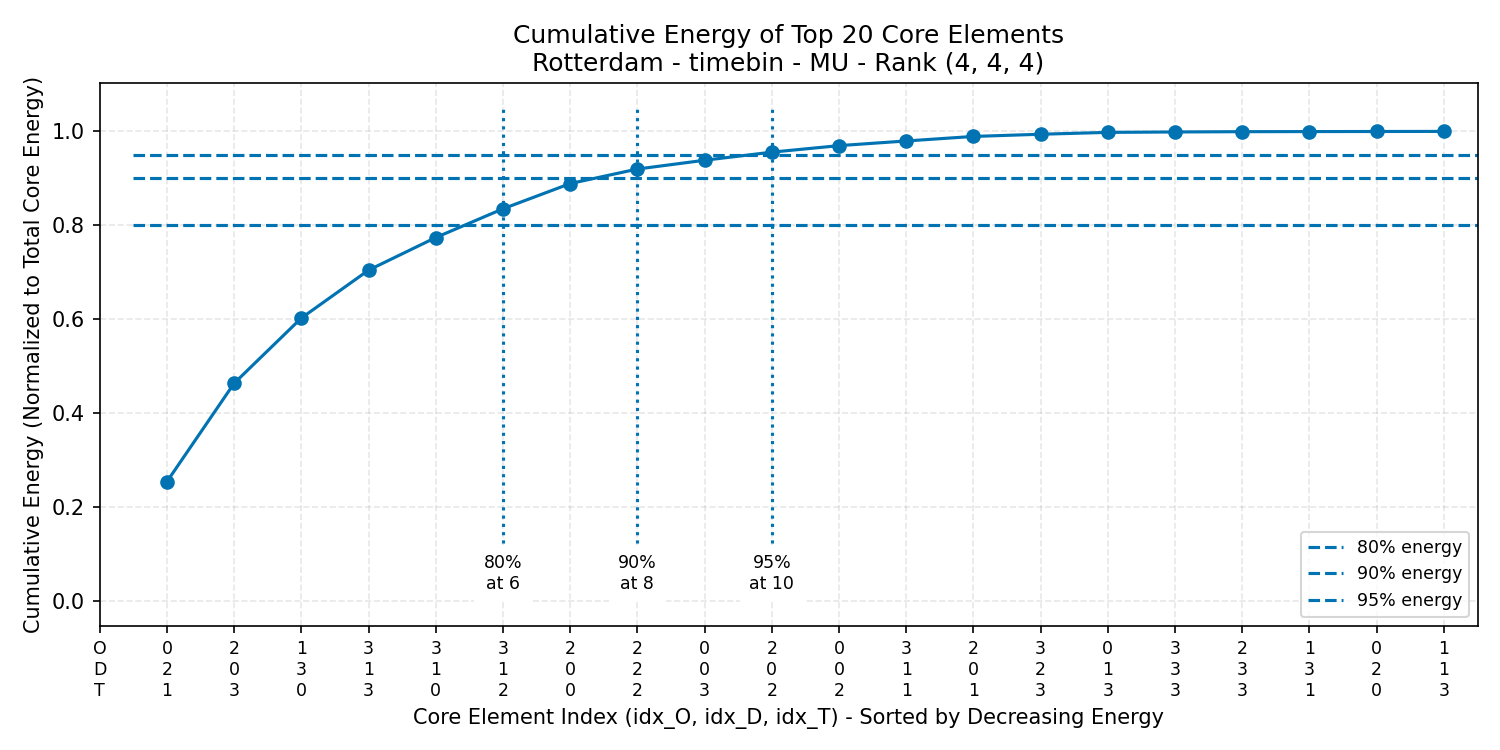 Cumulative Energy of Top 20 Core Elements
Rotterdam - timebin - MU - Rank (4, 4, 4)
Cumulative Energy (Normalized to Total Core Energy)
1.0
0.8
0.6
0.4
0.2
0.0
80% 90% 95%
at 6 at 8 at 10
80% energy
90% energy
95% energy
O 0 2 1 3 3 3 2 2 0 2 0 3 2 3 0 3 2 1 0 1
D 2 0 3 1 1 1 0 2 0 0 0 1 0 2 1 3 3 3 2 1
T 1 3 0 3 0 2 0 2 3 2 2 1 1 3 3 3 3 1 0 3
Core Element Index (idx_O, idx_D, idx_T) - Sorted by Decreasing Energy